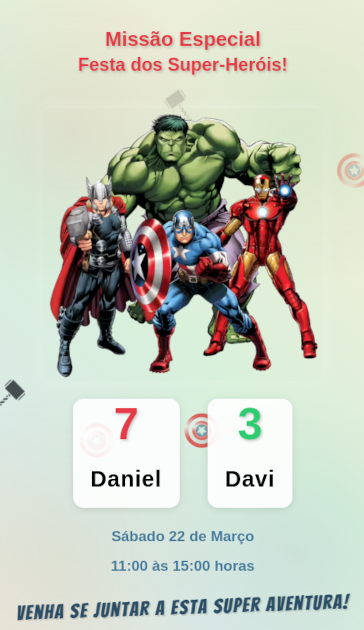 Missão Especial
Festa dos Super-Heróis!
7 3
Daniel Davi
Sábado 22 de Março
11:00 às 15:00 horas
VENHA SE JUNTAR A ESTA SUPER AVENTURA!